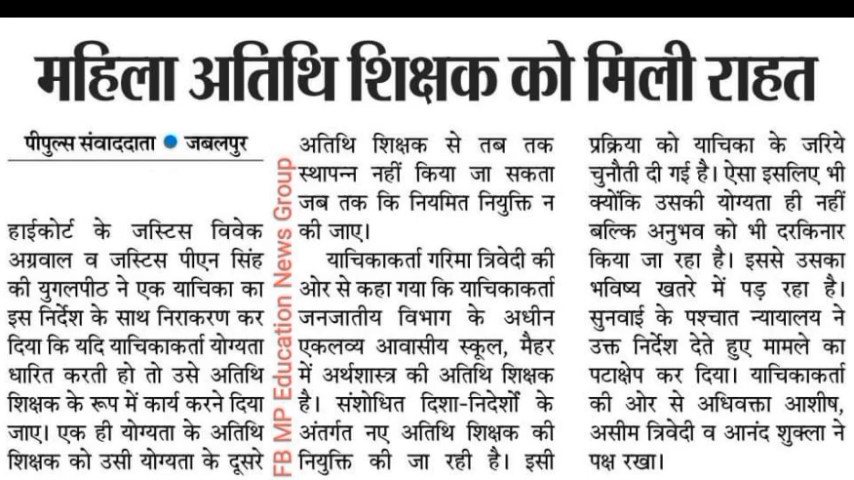 महिला अतिथि शिक्षक को मिली राहत
पीपुल्स संवाददाता ● जबलपुर
हाईकोर्ट के जस्टिस विवेक
अग्रवाल व जस्टिस पीएन सिंह
की युगलपीठ ने एक याचिका का
इस निर्देश के साथ निराकरण कर
दिया कि यदि याचिकाकर्ता योग्यता
धारित करती हो तो उसे अतिथि
शिक्षक के रूप में कार्य करने दिया
जाए। एक ही योग्यता के अतिथि
शिक्षक को उसी योग्यता के दूसरे
FB MP Education News Group
अतिथि शिक्षक से तब तक
स्थापन्न नहीं किया जा सकता
जब तक कि नियमित नियुक्ति न
की जाए।
याचिकाकर्ता गरिमा त्रिवेदी की
ओर से कहा गया कि याचिकाकर्ता
जनजातीय विभाग के अधीन
एकलव्य आवासीय स्कूल, मैहर
में अर्थशास्त्र की अतिथि शिक्षक
है। संशोधित दिशा-निदेर्शों के
अंतर्गत नए अतिथि शिक्षक की
नियुक्ति की जा रही है। इसी
प्रक्रिया को याचिका के जरिये
चुनौती दी गई है। ऐसा इसलिए भी
क्योंकि उसकी योग्यता ही नहीं
बल्कि अनुभव को भी दरकिनार
किया जा रहा है। इससे उसका
भविष्य खतरे में पड़ रहा है।
सुनवाई के पश्चात न्यायालय ने
उक्त निर्देश देते हुए मामले का
पटाक्षेप कर दिया। याचिकाकर्ता
की ओर से अधिवक्ता आशीष,
असीम त्रिवेदी व आनंद शुक्ला ने
पक्ष रखा।